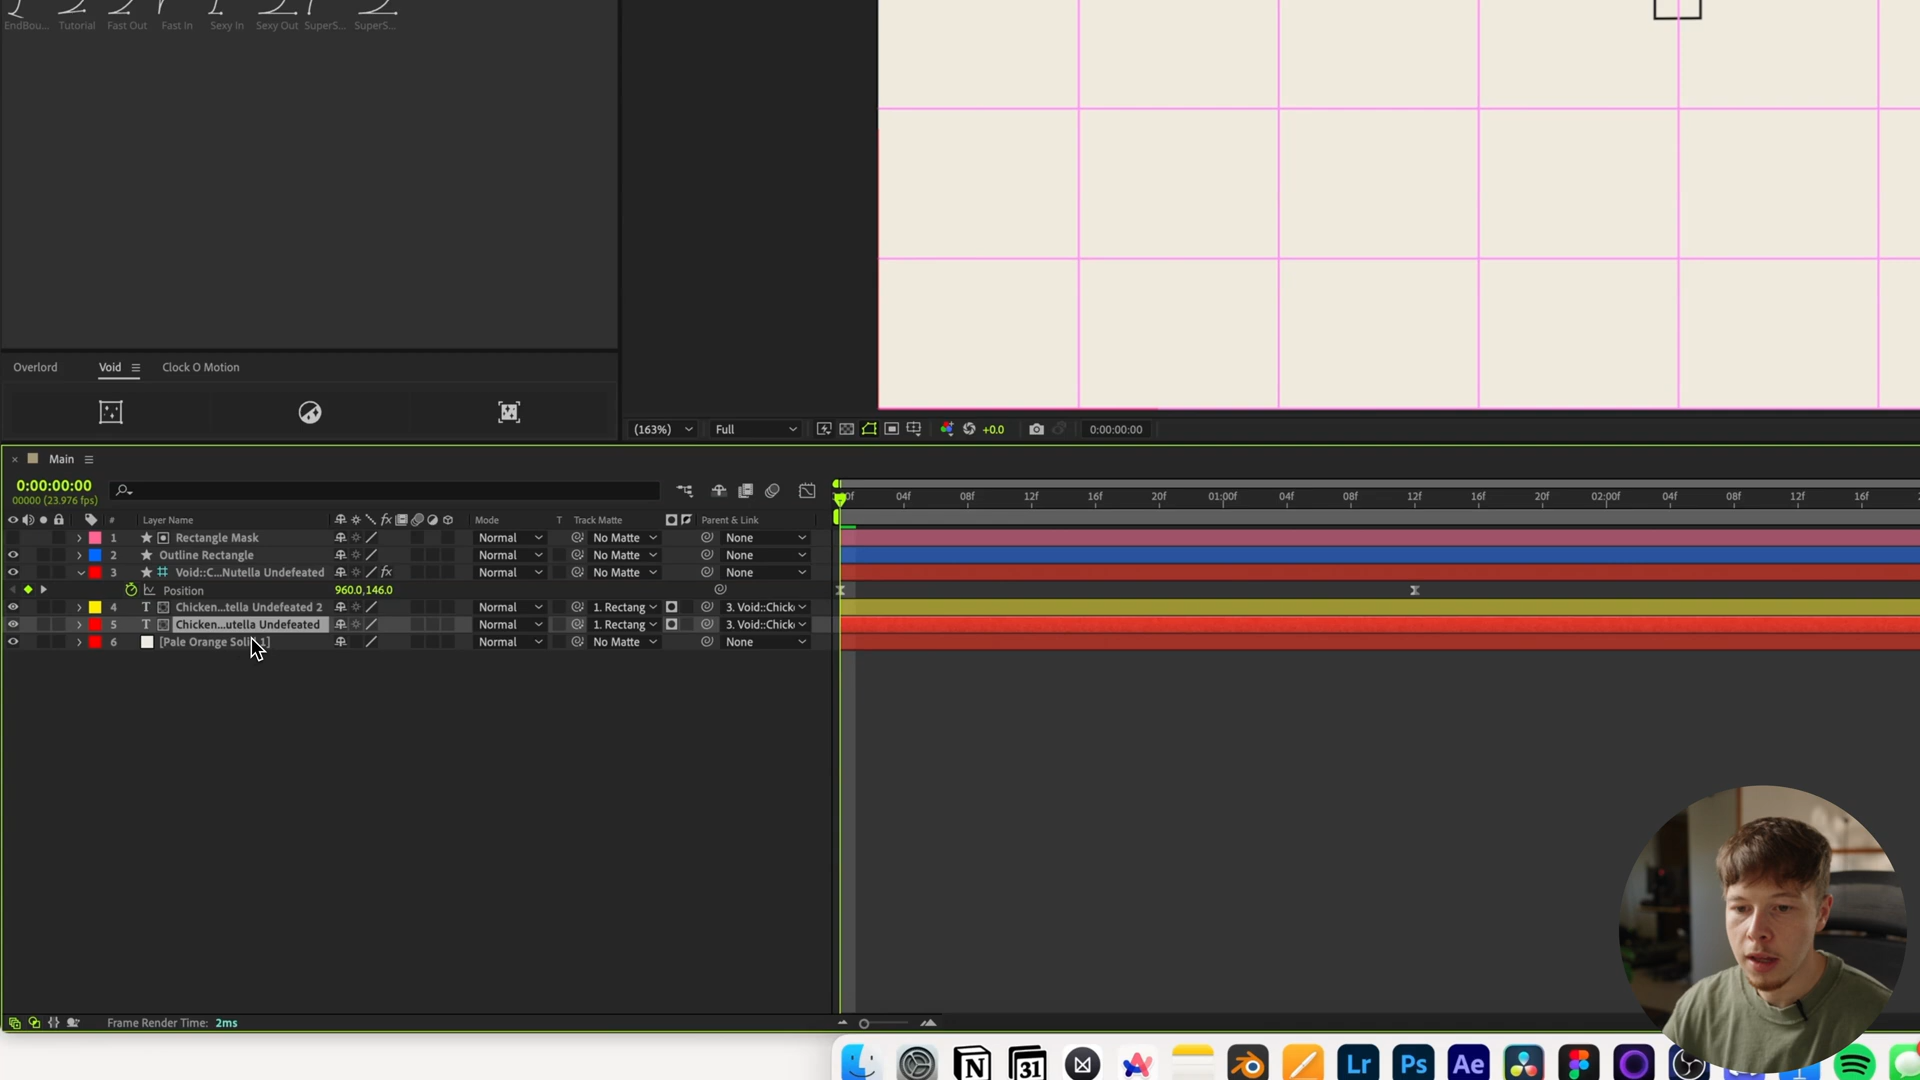 EndBou... Tutorial Fast Out Fast In Sexy In Sexy Out SuperS... SuperS...
Overlord Void Clock O Motion
(163%) Full +0.0 0:00:00:00
Main
0:00:00:00
00000 (23.976 fps)
04f 08f 12f 16f 20f 01:00f 04f 08f 12f 16f 20f 02:00f 04f 08f 12f 16f
# Layer Name Mode T Track Matte Parent & Link
1 Rectangle Mask Normal No Matte None
2 Outline Rectangle Normal No Matte None
3 Void::C...Nutella Undefeated Normal No Matte None
Position 960.0,146.0
4 Chicken...tella Undefeated 2 Normal 1. Rectang 3. Void::Chick
5 Chicken...utella Undefeated Normal 1. Rectang 3. Void::Chick
6 [Pale Orange Soli 1] Normal No Matte None
Frame Render Time: 2ms
31 Lr Ps Ae